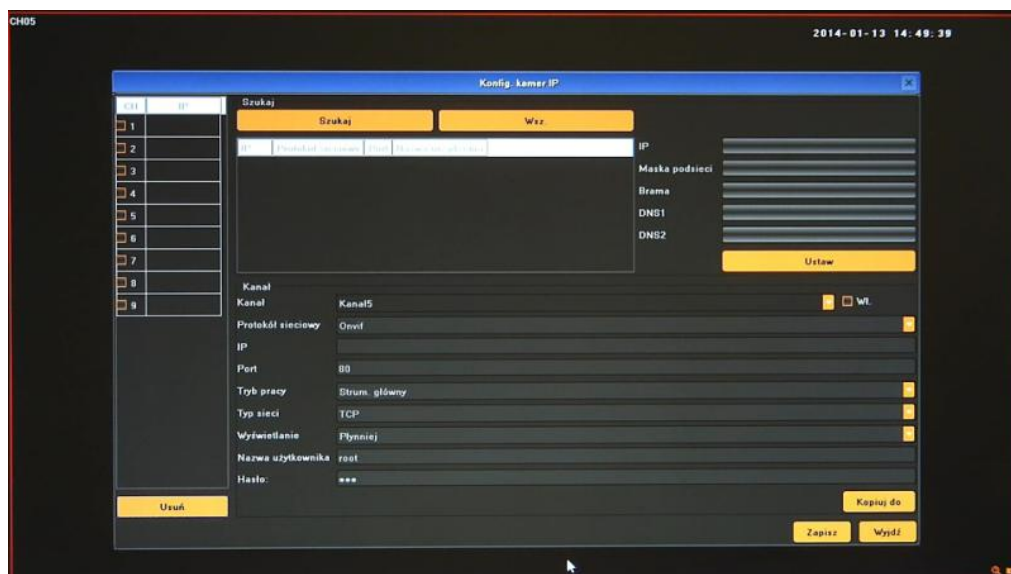 CH05
2014-01-13 14:49:39
Konfig. kamer IP
CH IP
1
2
3
4
5
6
7
8
9
Usuń
Szukaj
Szukaj Wsz.
IP Protokół sieciowy Port
IP
Maska podsieci
Brama
DNS1
DNS2
Ustaw
Kanał
Kanał Kanał5 Wł.
Protokół sieciowy Onvif
IP
Port 80
Tryb pracy Strum. główny
Typ sieci TCP
Wyświetlanie Płynniej
Nazwa użytkownika root
Hasło: •••
Kopiuj do
Zapisz Wyjdź